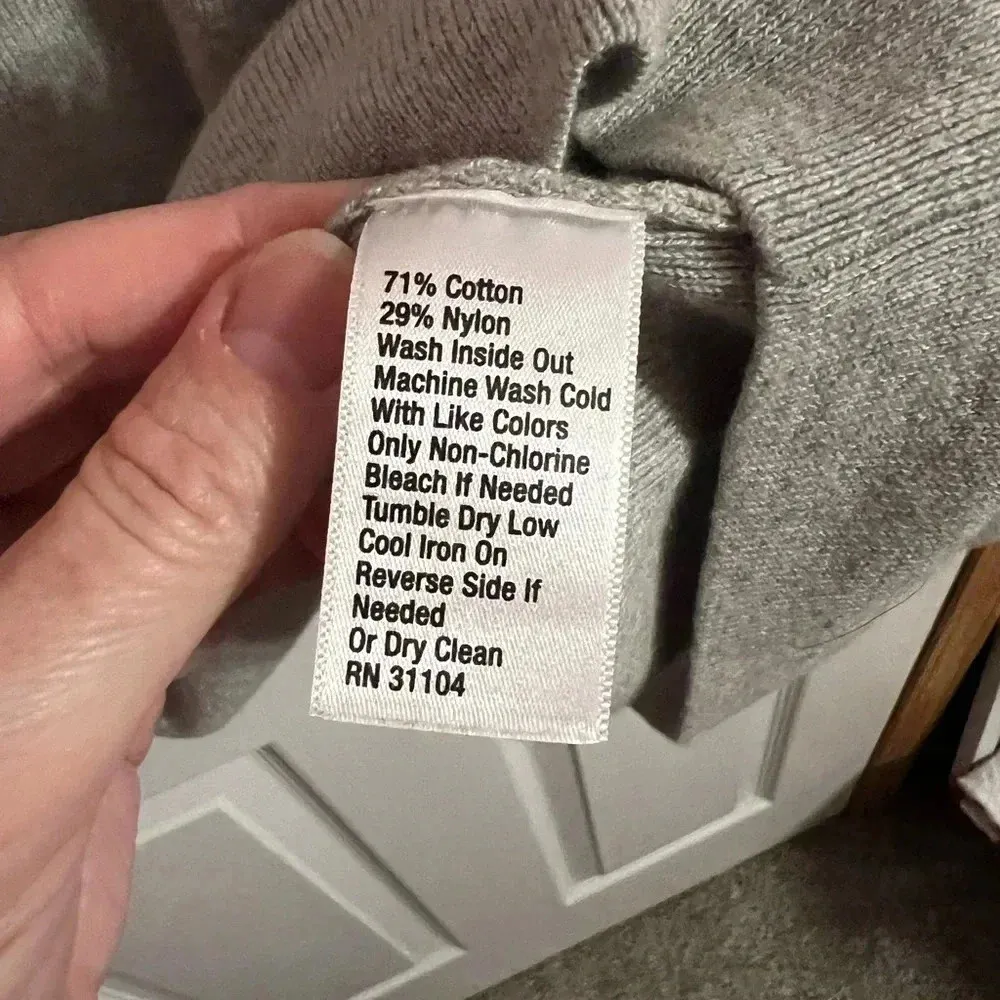 71% Cotton
29% Nylon
Wash Inside Out
Machine Wash Cold
With Like Colors
Only Non-Chlorine
Bleach If Needed
Tumble Dry Low
Cool Iron On
Reverse Side If
Needed
Or Dry Clean
RN 31104